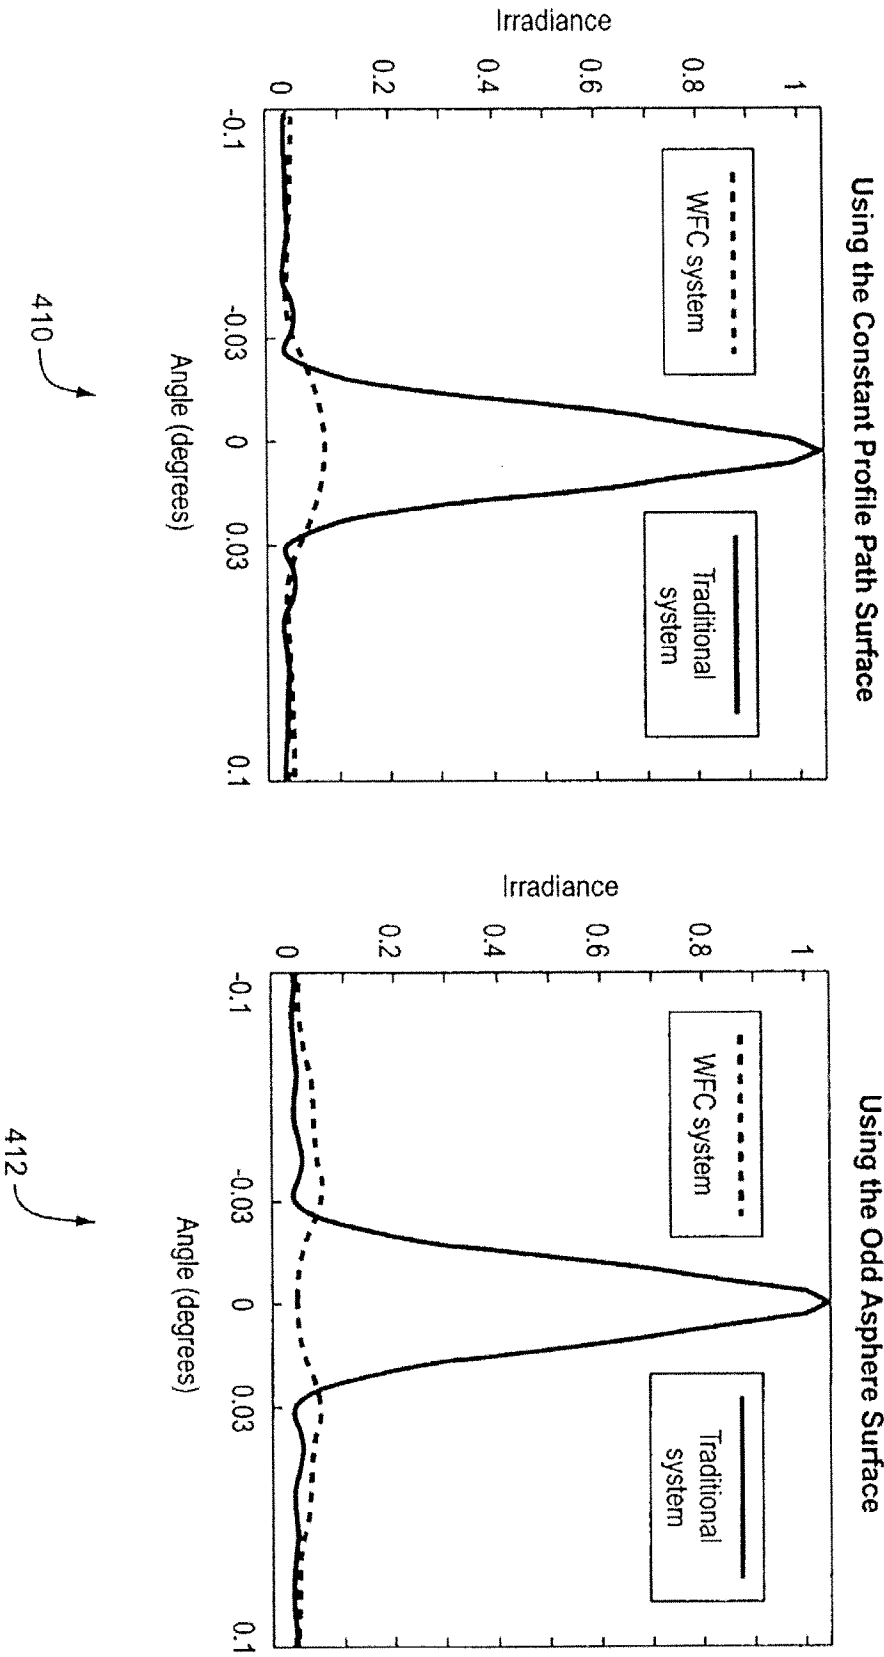 Using the Constant Profile Path Surface
Irradiance
1
0.8
0.6
0.4
0.2
0
-0.1
-0.03
0
0.03
0.1
Angle (degrees)
WFC system
Traditional
system
410
Using the Odd Asphere Surface
Irradiance
1
0.8
0.6
0.4
0.2
0
-0.1
-0.03
0
0.03
0.1
Angle (degrees)
WFC system
Traditional
system
412